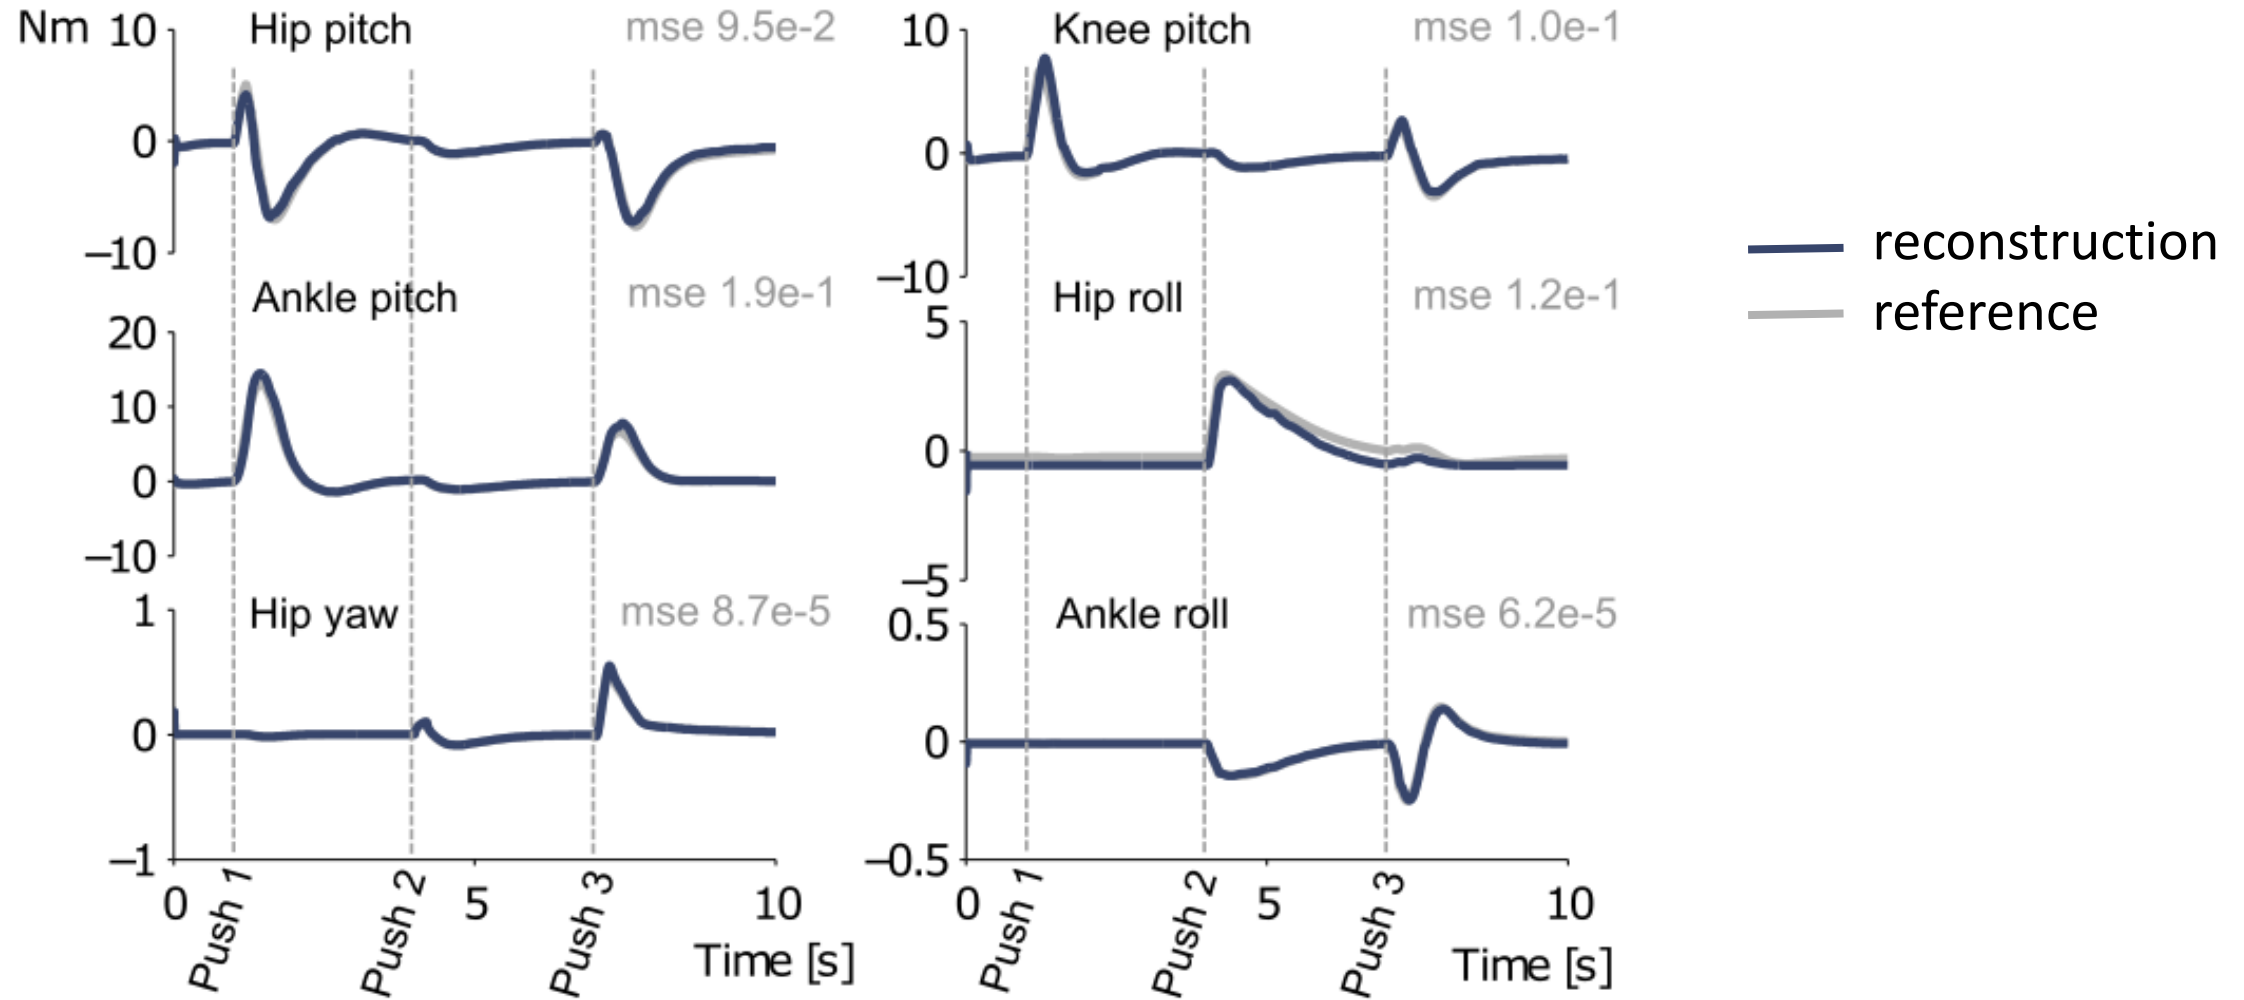 Nm 10 Hip pitch mse 9.5e-2
0
−10
10 Knee pitch mse 1.0e-1
0
−10
Ankle pitch mse 1.9e-1
20
10
0
−10
Hip roll mse 1.2e-1
5
0
−5
1 Hip yaw mse 8.7e-5
0
−1
0 Push 1 Push 2 5 Push 3 10
Time [s]
0.5 Ankle roll mse 6.2e-5
0
−0.5
0 Push 1 Push 2 5 Push 3 10
Time [s]
reconstruction
reference